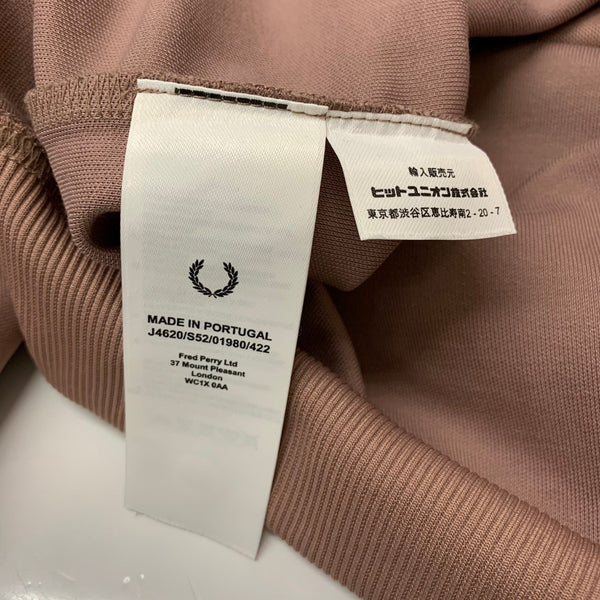 MADE IN PORTUGAL
J4620/S52/01980/422
Fred Perry Ltd
37 Mount Pleasant
London
WC1X 0AA
輸入販売元
ヒットユニオン株式会社
東京都渋谷区恵比寿南2-20-7